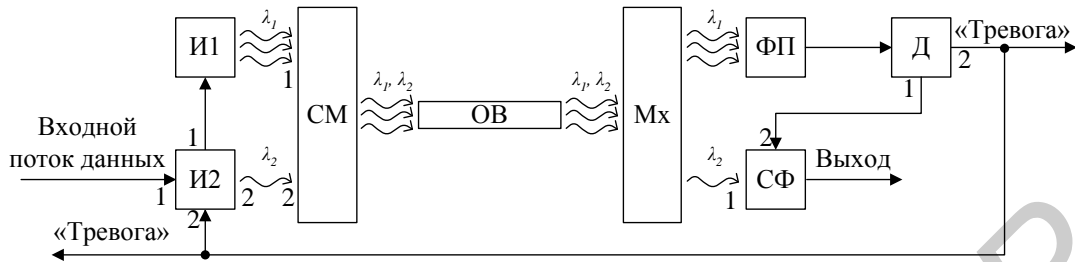 λ₁
И1
1
СМ
λ₁, λ₂
ОВ
λ₁, λ₂
Мх
λ₁
ФП
Д
«Тревога»
2
1
Входной
поток данных
1
1
И2
2
λ₂
2
2
λ₂
1
2
СФ
Выход
«Тревога»